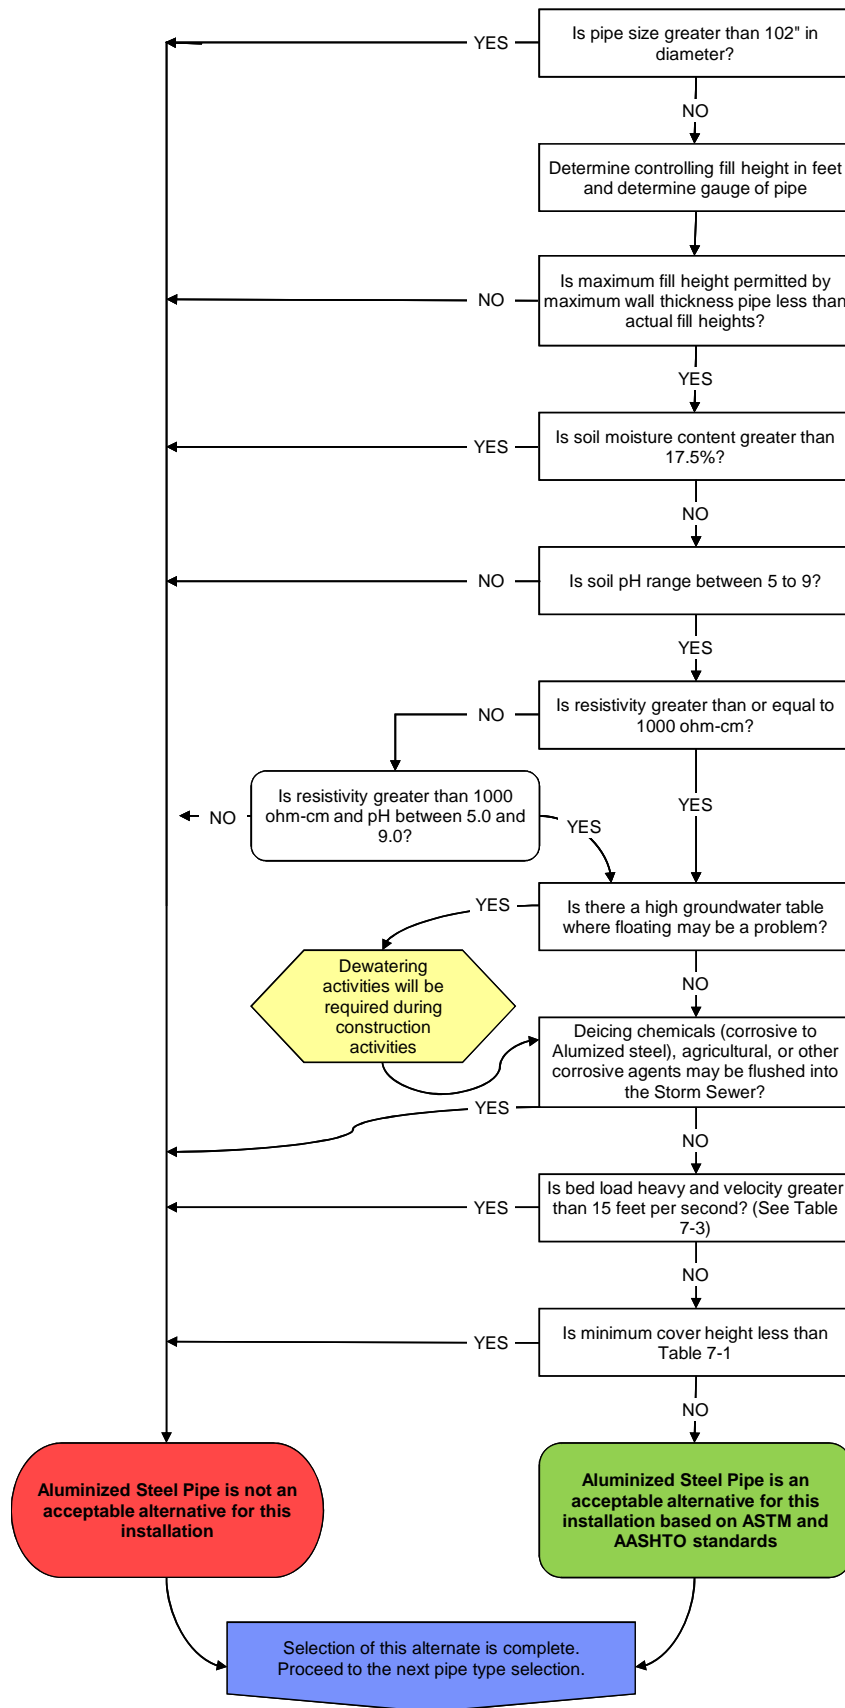 Is pipe size greater than 102" in
diameter?
YES
NO
Determine controlling fill height in feet
and determine gauge of pipe
Is maximum fill height permitted by
maximum wall thickness pipe less than
actual fill heights?
NO
YES
Is soil moisture content greater than
17.5%?
YES
NO
Is soil pH range between 5 to 9?
NO
YES
Is resistivity greater than or equal to
1000 ohm-cm?
NO
YES
Is resistivity greater than 1000
ohm-cm and pH between 5.0 and
9.0?
NO
YES
Is there a high groundwater table
where floating may be a problem?
YES
NO
Dewatering
activities will be
required during
construction
activities
Deicing chemicals (corrosive to
Alumized steel), agricultural, or other
corrosive agents may be flushed into
the Storm Sewer?
YES
NO
Is bed load heavy and velocity greater
than 15 feet per second? (See Table
7-3)
YES
NO
Is minimum cover height less than
Table 7-1
YES
NO
Aluminized Steel Pipe is not an
acceptable alternative for this
installation
Aluminized Steel Pipe is an
acceptable alternative for this
installation based on ASTM and
AASHTO standards
Selection of this alternate is complete.
Proceed to the next pipe type selection.